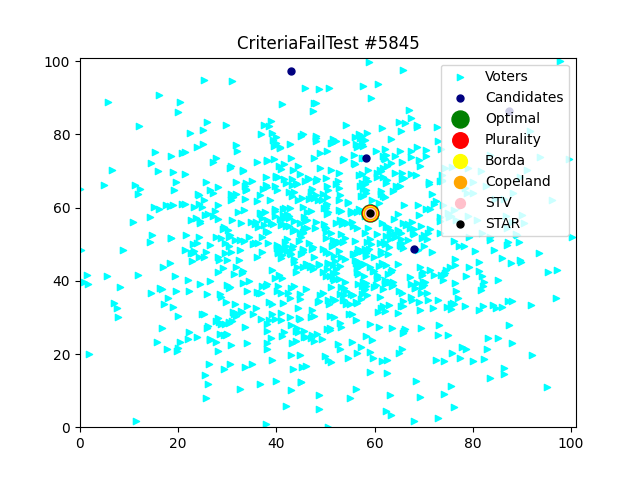 CriteriaFailTest #5845
100
80
60
40
20
0
0
20
40
60
80
100
Voters
Candidates
Optimal
Plurality
Borda
Copeland
STV
STAR